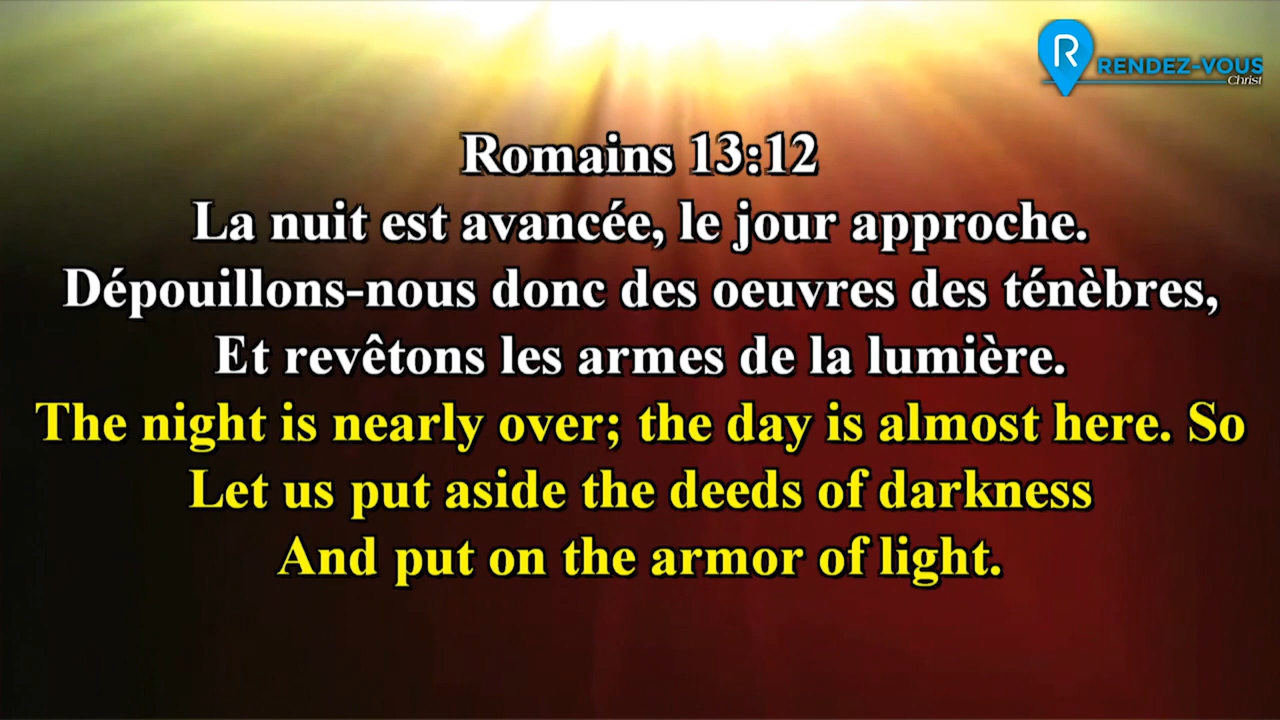 R
RENDEZ-VOUS
Christ
Romains 13:12
La nuit est avancée, le jour approche.
Dépouillons-nous donc des oeuvres des ténèbres,
Et revêtons les armes de la lumière.
The night is nearly over; the day is almost here. So
Let us put aside the deeds of darkness
And put on the armor of light.